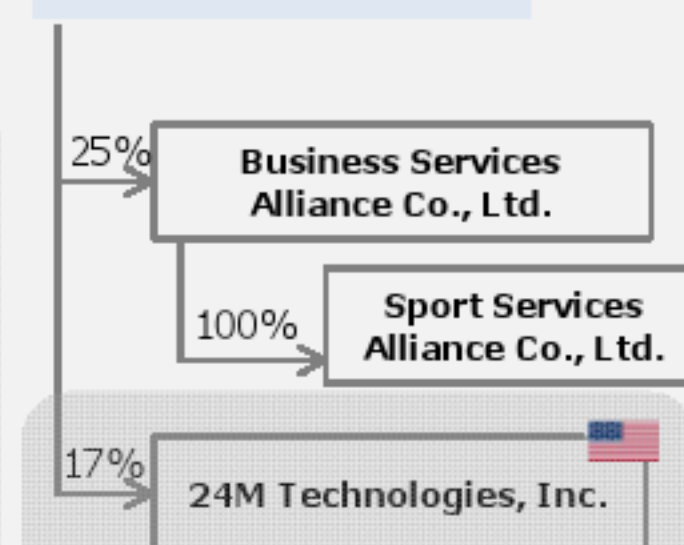 25%
Business Services
Alliance Co., Ltd.
100%
Sport Services
Alliance Co., Ltd.
17%
24M Technologies, Inc.